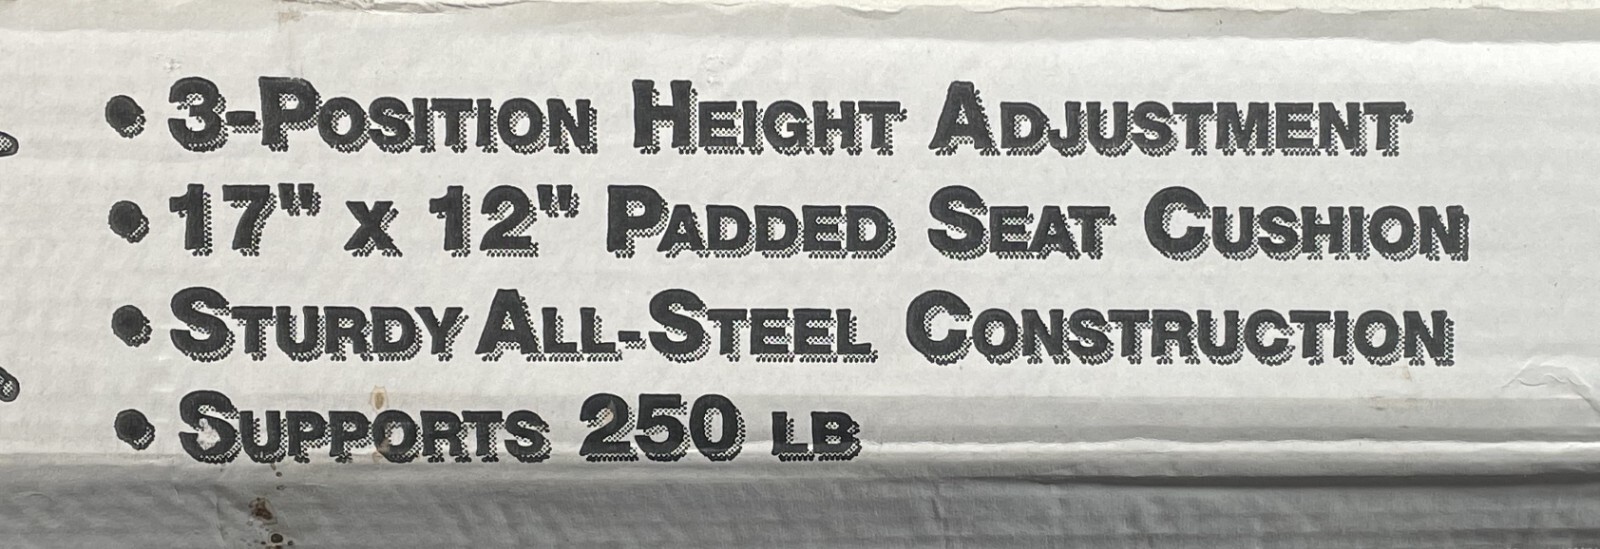 • 3-Position Height Adjustment
• 17" x 12" Padded Seat Cushion
• Sturdy All-Steel Construction
• Supports 250 lb